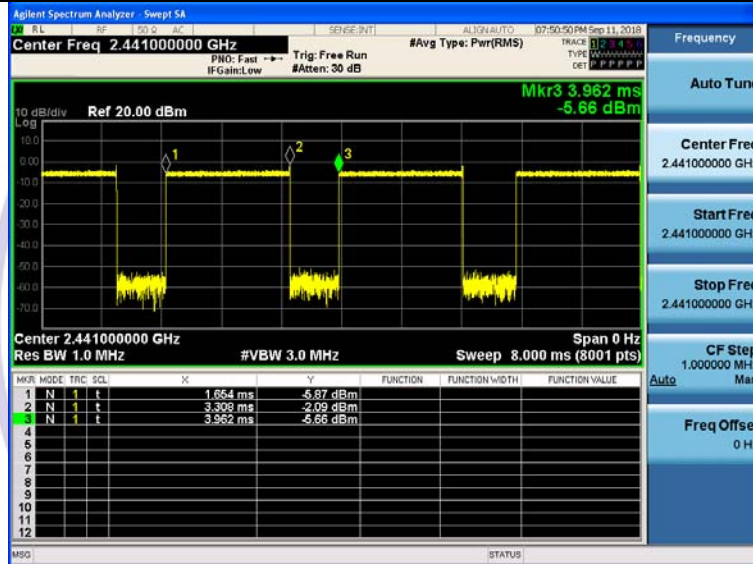 Agilent Spectrum Analyzer - Swept SA
RL RF 50 Ω AC SENSE:INT ALIGN AUTO 07:50:50 PM Sep 11, 2018
Center Freq 2.441000000 GHz
PNO: Fast
IFGain:Low
Trig: Free Run
#Atten: 30 dB
#Avg Type: Pwr(RMS)
TRACE 1 2 3 4 5 6
TYPE WWWWWW
DET P P P P P P
Mkr3 3.962 ms
-5.66 dBm
10 dB/div Ref 20.00 dBm
Log
10.0
0.00
-10.0
-20.0
-30.0
-40.0
-50.0
-60.0
-70.0
1
2
3
Center 2.441000000 GHz Span 0 Hz
Res BW 1.0 MHz #VBW 3.0 MHz Sweep 8.000 ms (8001 pts)
MKR MODE TRC SCL X Y FUNCTION FUNCTION WIDTH FUNCTION VALUE
1 N 1 t 1.654 ms -5.87 dBm
2 N 1 t 3.308 ms -2.09 dBm
3 N 1 t 3.962 ms -5.66 dBm
4
5
6
7
8
9
10
11
12
MSG STATUS
Frequency
Auto Tun
Center Fre
2.441000000 GH
Start Fre
2.441000000 GH
Stop Fre
2.441000000 GH
CF Step
1.000000 MH
Auto Ma
Freq Offse
0 H